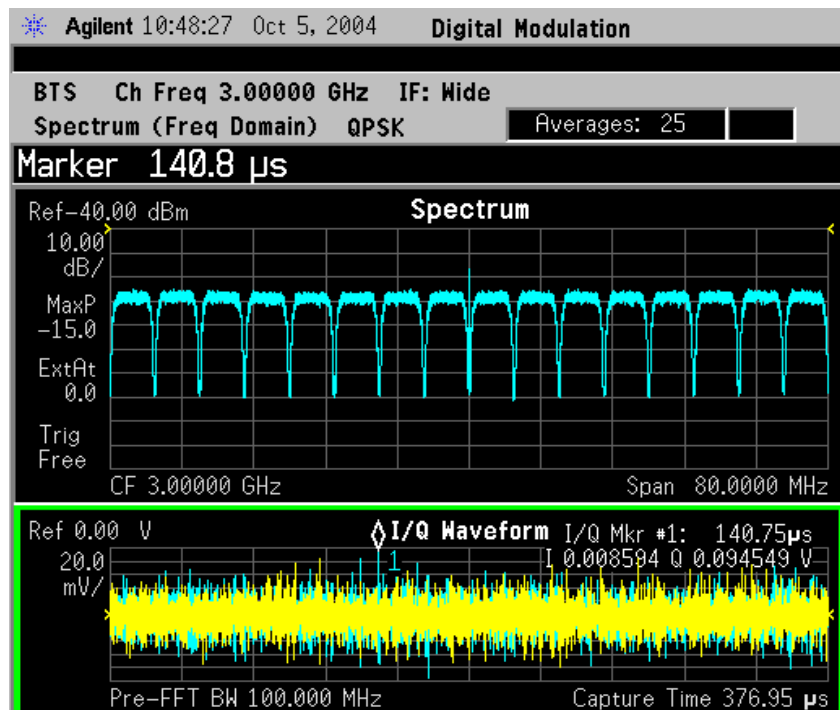 Agilent 10:48:27 Oct 5, 2004 Digital Modulation
BTS Ch Freq 3.00000 GHz IF: Wide
Spectrum (Freq Domain) QPSK Averages: 25
Marker 140.8 µs
Ref-40.00 dBm Spectrum
10.00
dB/
MaxP
-15.0
ExtAt
0.0
Trig
Free
CF 3.00000 GHz Span 80.0000 MHz
Ref 0.00 V I/Q Waveform I/Q Mkr #1: 140.75µs
20.0 1 I 0.008594 Q 0.094549 V
mV/
Pre-FFT BW 100.000 MHz Capture Time 376.95 µs